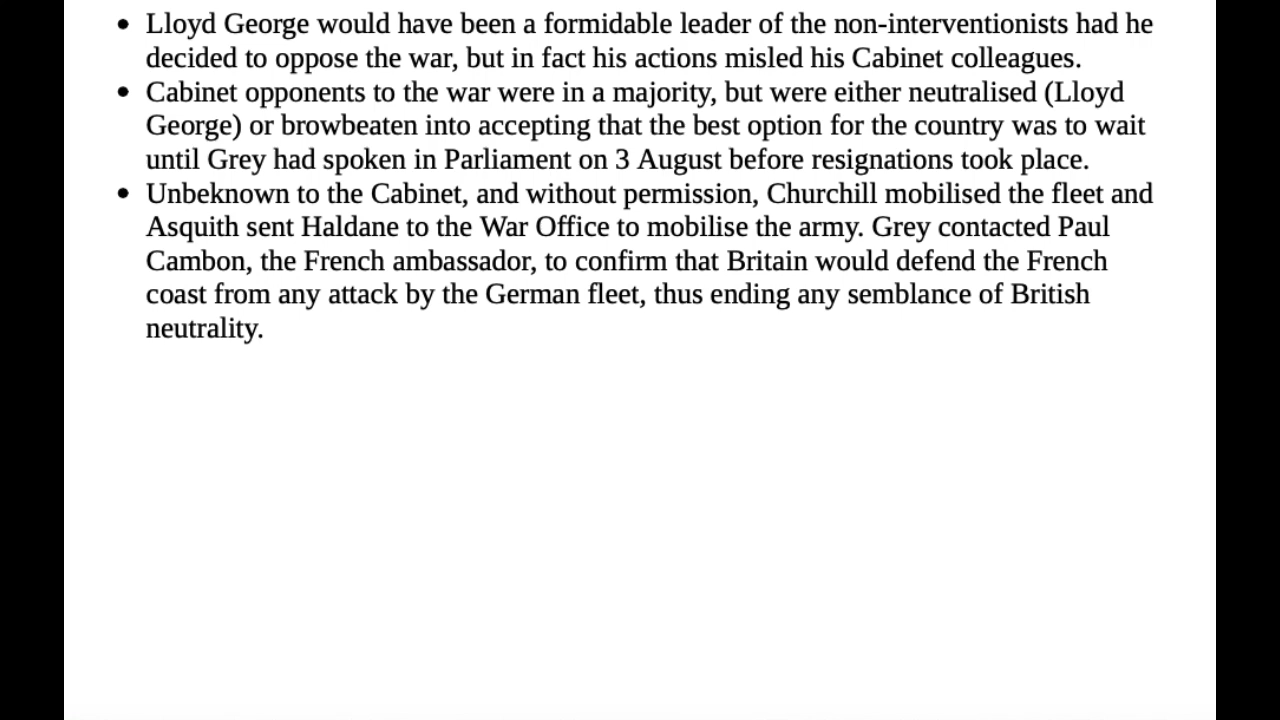 • Lloyd George would have been a formidable leader of the non-interventionists had he
decided to oppose the war, but in fact his actions misled his Cabinet colleagues.
• Cabinet opponents to the war were in a majority, but were either neutralised (Lloyd
George) or browbeaten into accepting that the best option for the country was to wait
until Grey had spoken in Parliament on 3 August before resignations took place.
• Unbeknown to the Cabinet, and without permission, Churchill mobilised the fleet and
Asquith sent Haldane to the War Office to mobilise the army. Grey contacted Paul
Cambon, the French ambassador, to confirm that Britain would defend the French
coast from any attack by the German fleet, thus ending any semblance of British
neutrality.